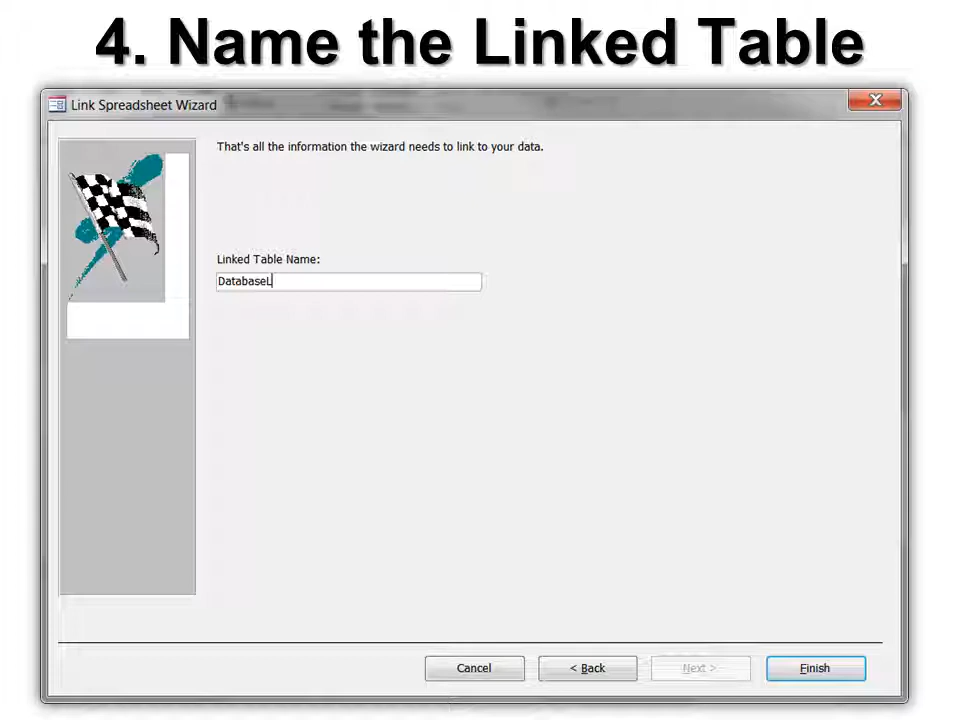 4. Name the Linked Table
Link Spreadsheet Wizard
That's all the information the wizard needs to link to your data.
Linked Table Name:
DatabaseL
Cancel
< Back
Next >
Finish